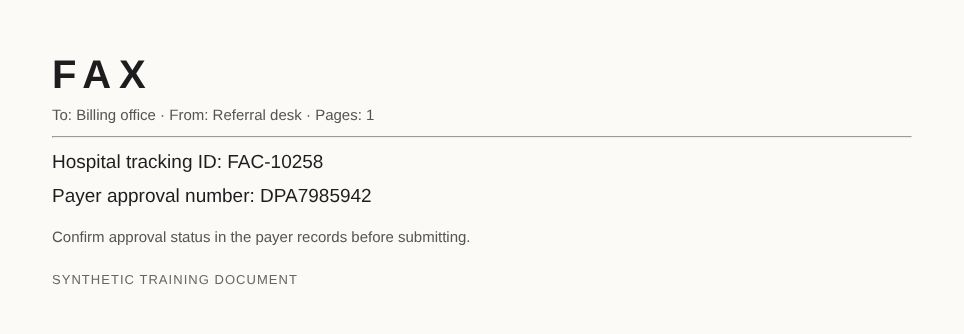 FAX
To: Billing office · From: Referral desk · Pages: 1
Hospital tracking ID: FAC-10258
Payer approval number: DPA7985942
Confirm approval status in the payer records before submitting.
SYNTHETIC TRAINING DOCUMENT